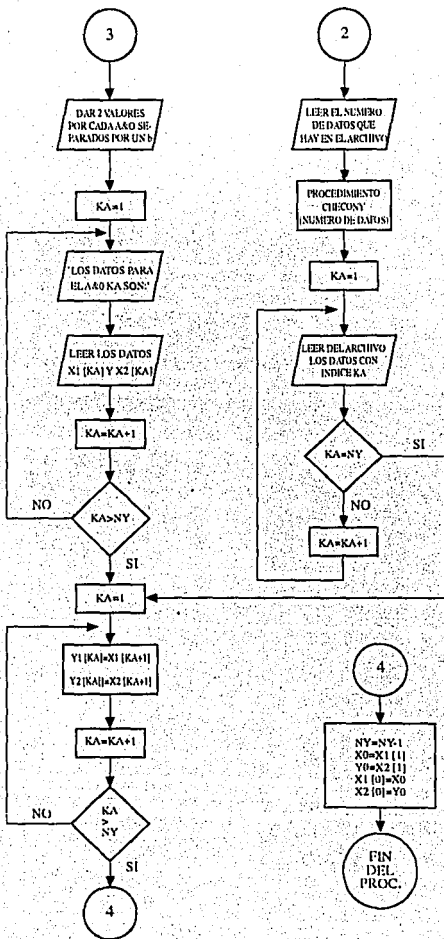 3
DAR 2 VALORES
POR CADA A&O SE-
PARADOS POR UN b
KA=1
'LOS DATOS PARA
EL A&0 KA SON:'
LEER LOS DATOS
X1 [KA] Y X2 [KA]
KA=KA+1
NO
KA>NY
SI
KA=1
Y1 [KA]=X1 [KA+1]
Y2 [KA]]=X2 [KA+1]
KA=KA+1
NO
KA
>
NY
SI
4
2
LEER EL NUMERO
DE DATOS QUE
HAY EN EL ARCHIVO
PROCEDIMIENTO
CHECONY
(NUMERO DE DATOS)
KA=1
LEER DEL ARCHIVO
LOS DATOS CON
INDICE KA
KA=NY
SI
NO
KA=KA+1
4
NY=NY-1
X0=X1 [1]
Y0=X2 [1]
X1 [0]=X0
X2 [0]=Y0
FIN
DEL
PROC.